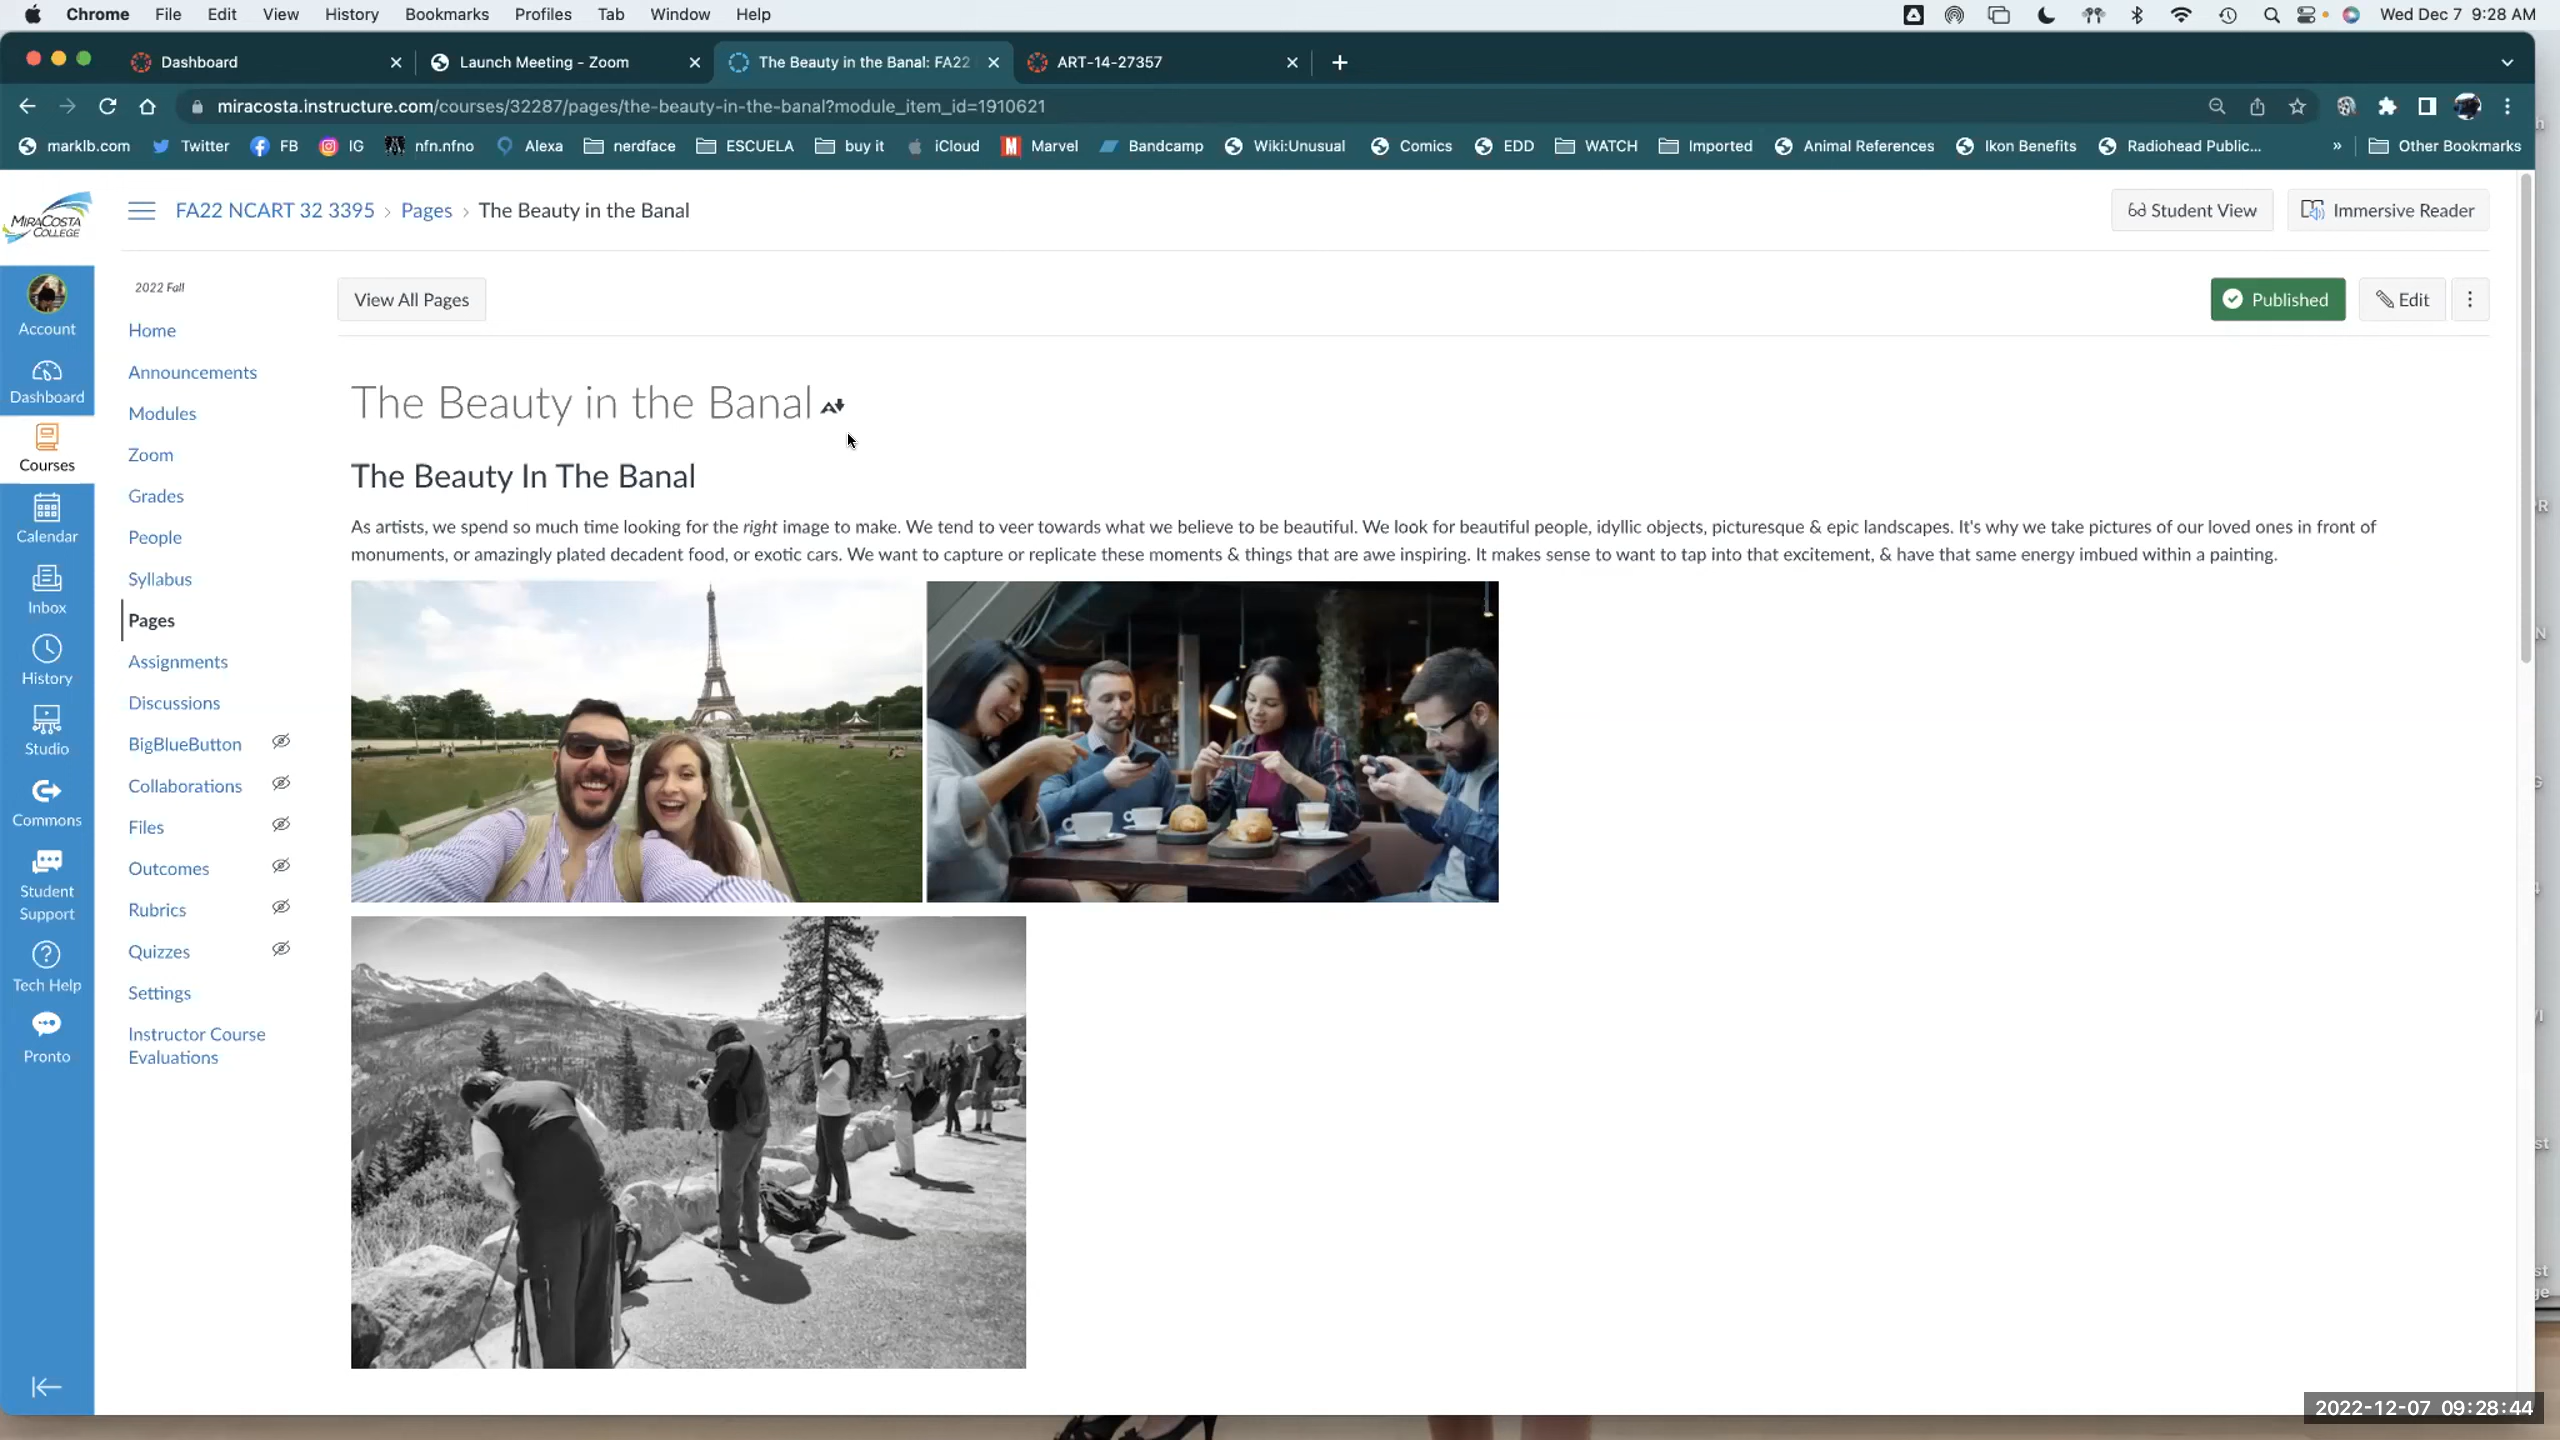 Chrome File Edit View History Bookmarks Profiles Tab Window Help Wed Dec 7 9:28 AM
Dashboard Launch Meeting - Zoom The Beauty in the Banal: FA22 ART-14-27357
miracosta.instructure.com/courses/32287/pages/the-beauty-in-the-banal?module_item_id=1910621
marklb.com Twitter FB IG nfn.nfno Alexa nerdface ESCUELA buy it iCloud Marvel Bandcamp Wiki:Unusual Comics EDD WATCH Imported Animal References Ikon Benefits Radiohead Public... » Other Bookmarks
MIRACOSTA COLLEGE
FA22 NCART 32 3395 › Pages › The Beauty in the Banal
Student View Immersive Reader
Account
Dashboard
Courses
Calendar
Inbox
History
Studio
Commons
Student Support
Tech Help
Pronto
2022 Fall
Home
Announcements
Modules
Zoom
Grades
People
Syllabus
Pages
Assignments
Discussions
BigBlueButton
Collaborations
Files
Outcomes
Rubrics
Quizzes
Settings
Instructor Course
Evaluations
View All Pages
Published Edit
The Beauty in the Banal
The Beauty In The Banal
As artists, we spend so much time looking for the right image to make. We tend to veer towards what we believe to be beautiful. We look for beautiful people, idyllic objects, picturesque & epic landscapes. It's why we take pictures of our loved ones in front of
monuments, or amazingly plated decadent food, or exotic cars. We want to capture or replicate these moments & things that are awe inspiring. It makes sense to want to tap into that excitement, & have that same energy imbued within a painting.
2022-12-07 09:28:44